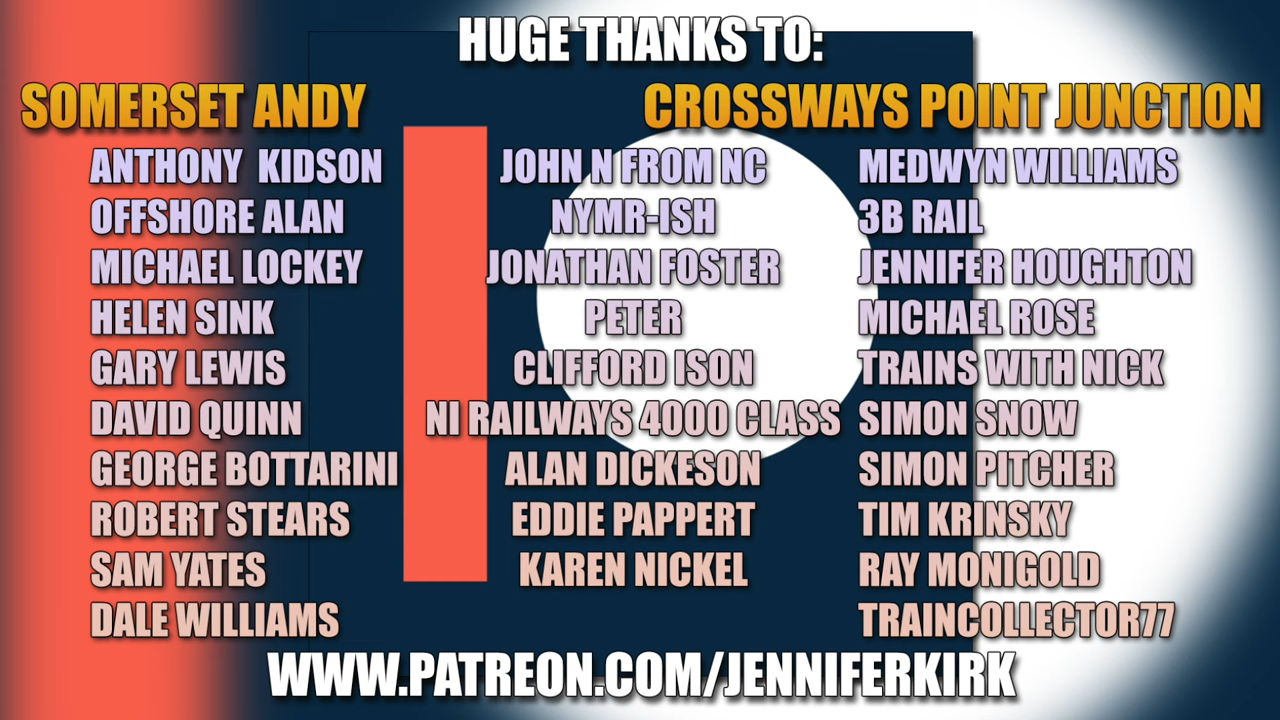 HUGE THANKS TO:
SOMERSET ANDY
CROSSWAYS POINT JUNCTION
ANTHONY KIDSON
OFFSHORE ALAN
MICHAEL LOCKEY
HELEN SINK
GARY LEWIS
DAVID QUINN
GEORGE BOTTARINI
ROBERT STEARS
SAM YATES
DALE WILLIAMS
JOHN N FROM NC
NYMR-ISH
JONATHAN FOSTER
PETER
CLIFFORD ISON
NI RAILWAYS 4000 CLASS
ALAN DICKESON
EDDIE PAPPERT
KAREN NICKEL
MEDWYN WILLIAMS
3B RAIL
JENNIFER HOUGHTON
MICHAEL ROSE
TRAINS WITH NICK
SIMON SNOW
SIMON PITCHER
TIM KRINSKY
RAY MONIGOLD
TRAINCOLLECTOR77
WWW.PATREON.COM/JENNIFERKIRK